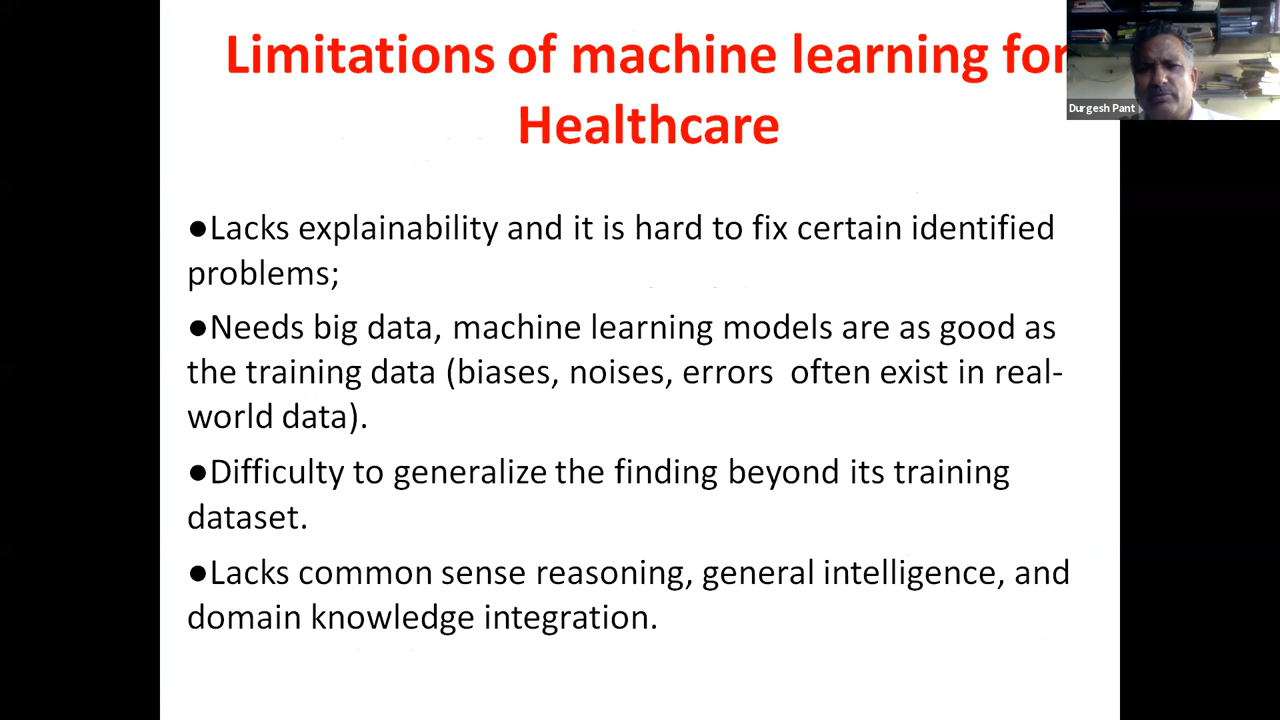 Limitations of machine learning for
Healthcare
Durgesh Pant
●Lacks explainability and it is hard to fix certain identified
problems;
●Needs big data, machine learning models are as good as
the training data (biases, noises, errors  often exist in real-
world data).
●Difficulty to generalize the finding beyond its training
dataset.
●Lacks common sense reasoning, general intelligence, and
domain knowledge integration.